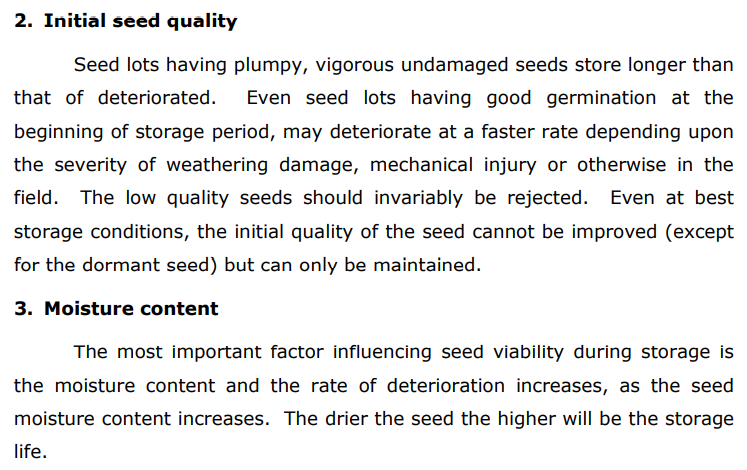 2. Initial seed quality
Seed lots having plumpy, vigorous undamaged seeds store longer than
that of deteriorated. Even seed lots having good germination at the
beginning of storage period, may deteriorate at a faster rate depending upon
the severity of weathering damage, mechanical injury or otherwise in the
field. The low quality seeds should invariably be rejected. Even at best
storage conditions, the initial quality of the seed cannot be improved (except
for the dormant seed) but can only be maintained.
3. Moisture content
The most important factor influencing seed viability during storage is
the moisture content and the rate of deterioration increases, as the seed
moisture content increases. The drier the seed the higher will be the storage
life.